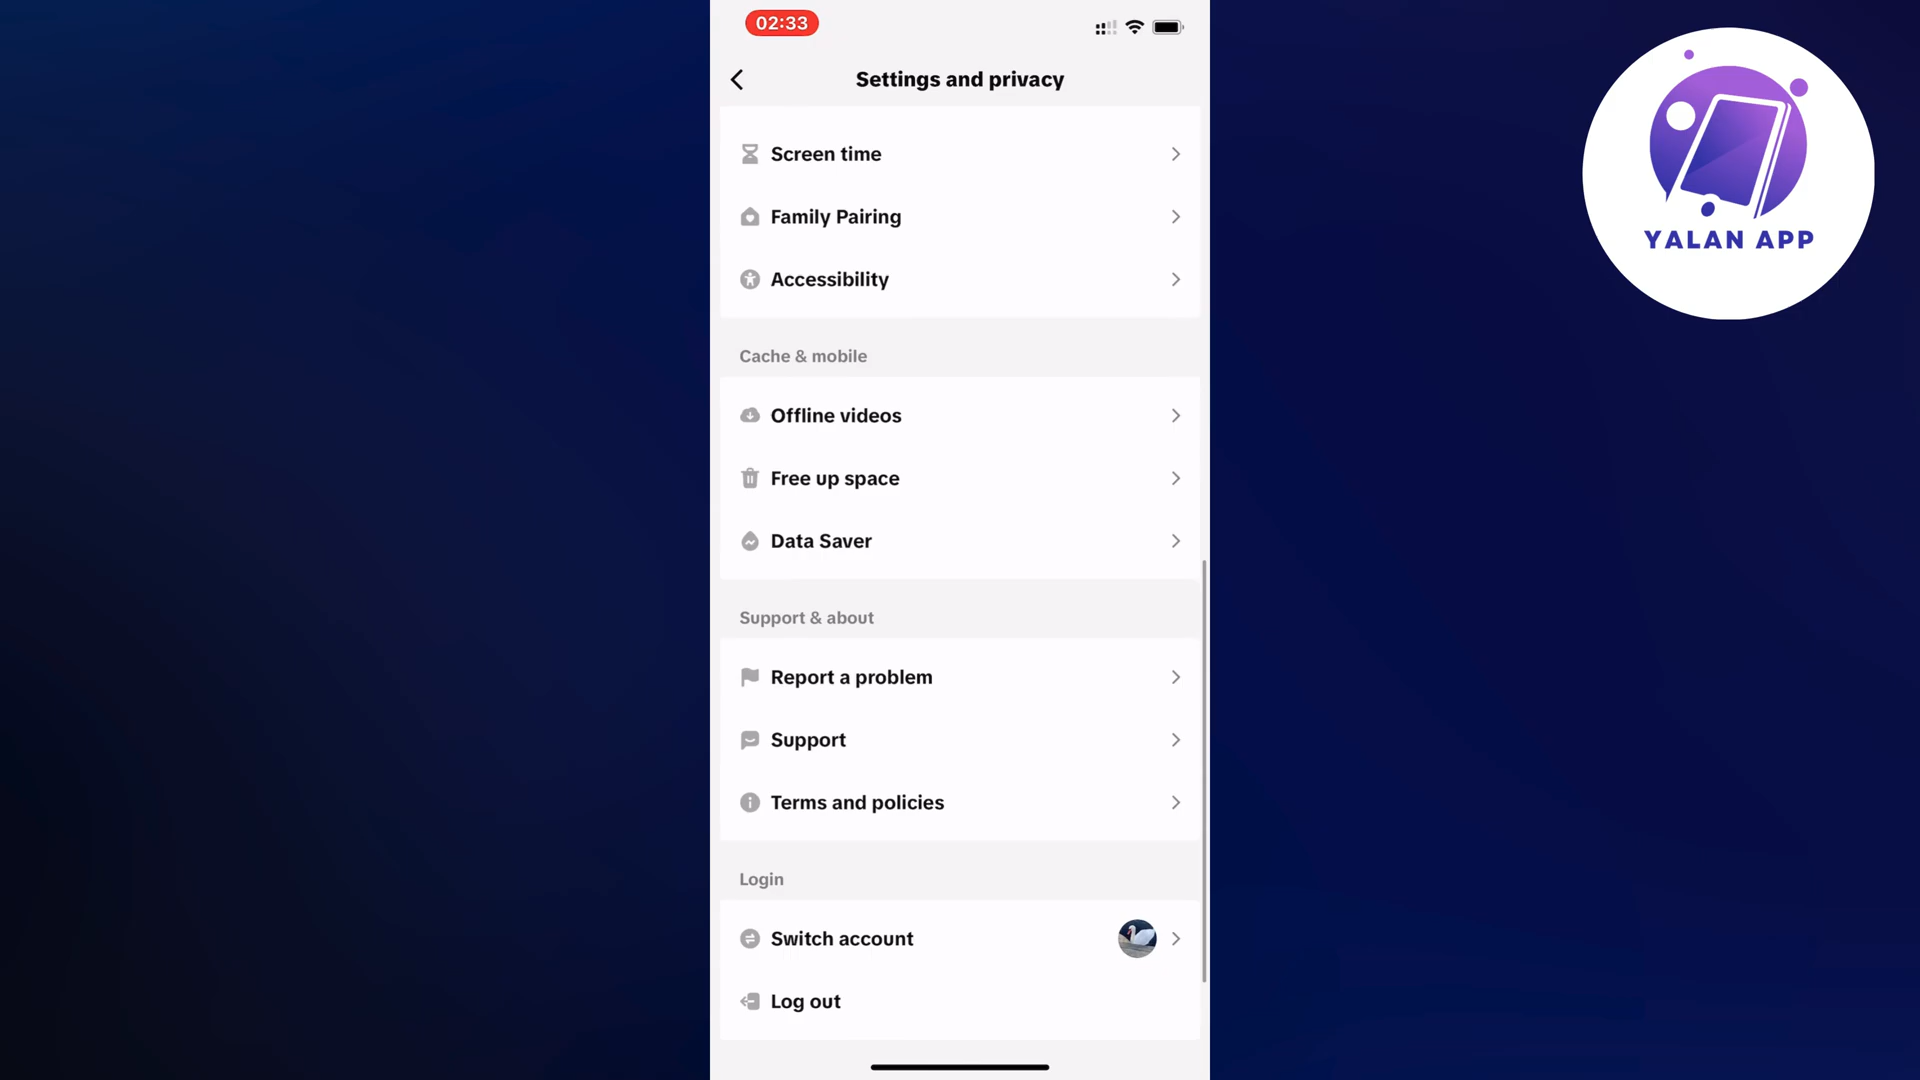 02:33
Settings and privacy
YALAN APP
Screen time
Family Pairing
Accessibility
Cache & mobile
Offline videos
Free up space
Data Saver
Support & about
Report a problem
Support
Terms and policies
Login
Switch account
Log out